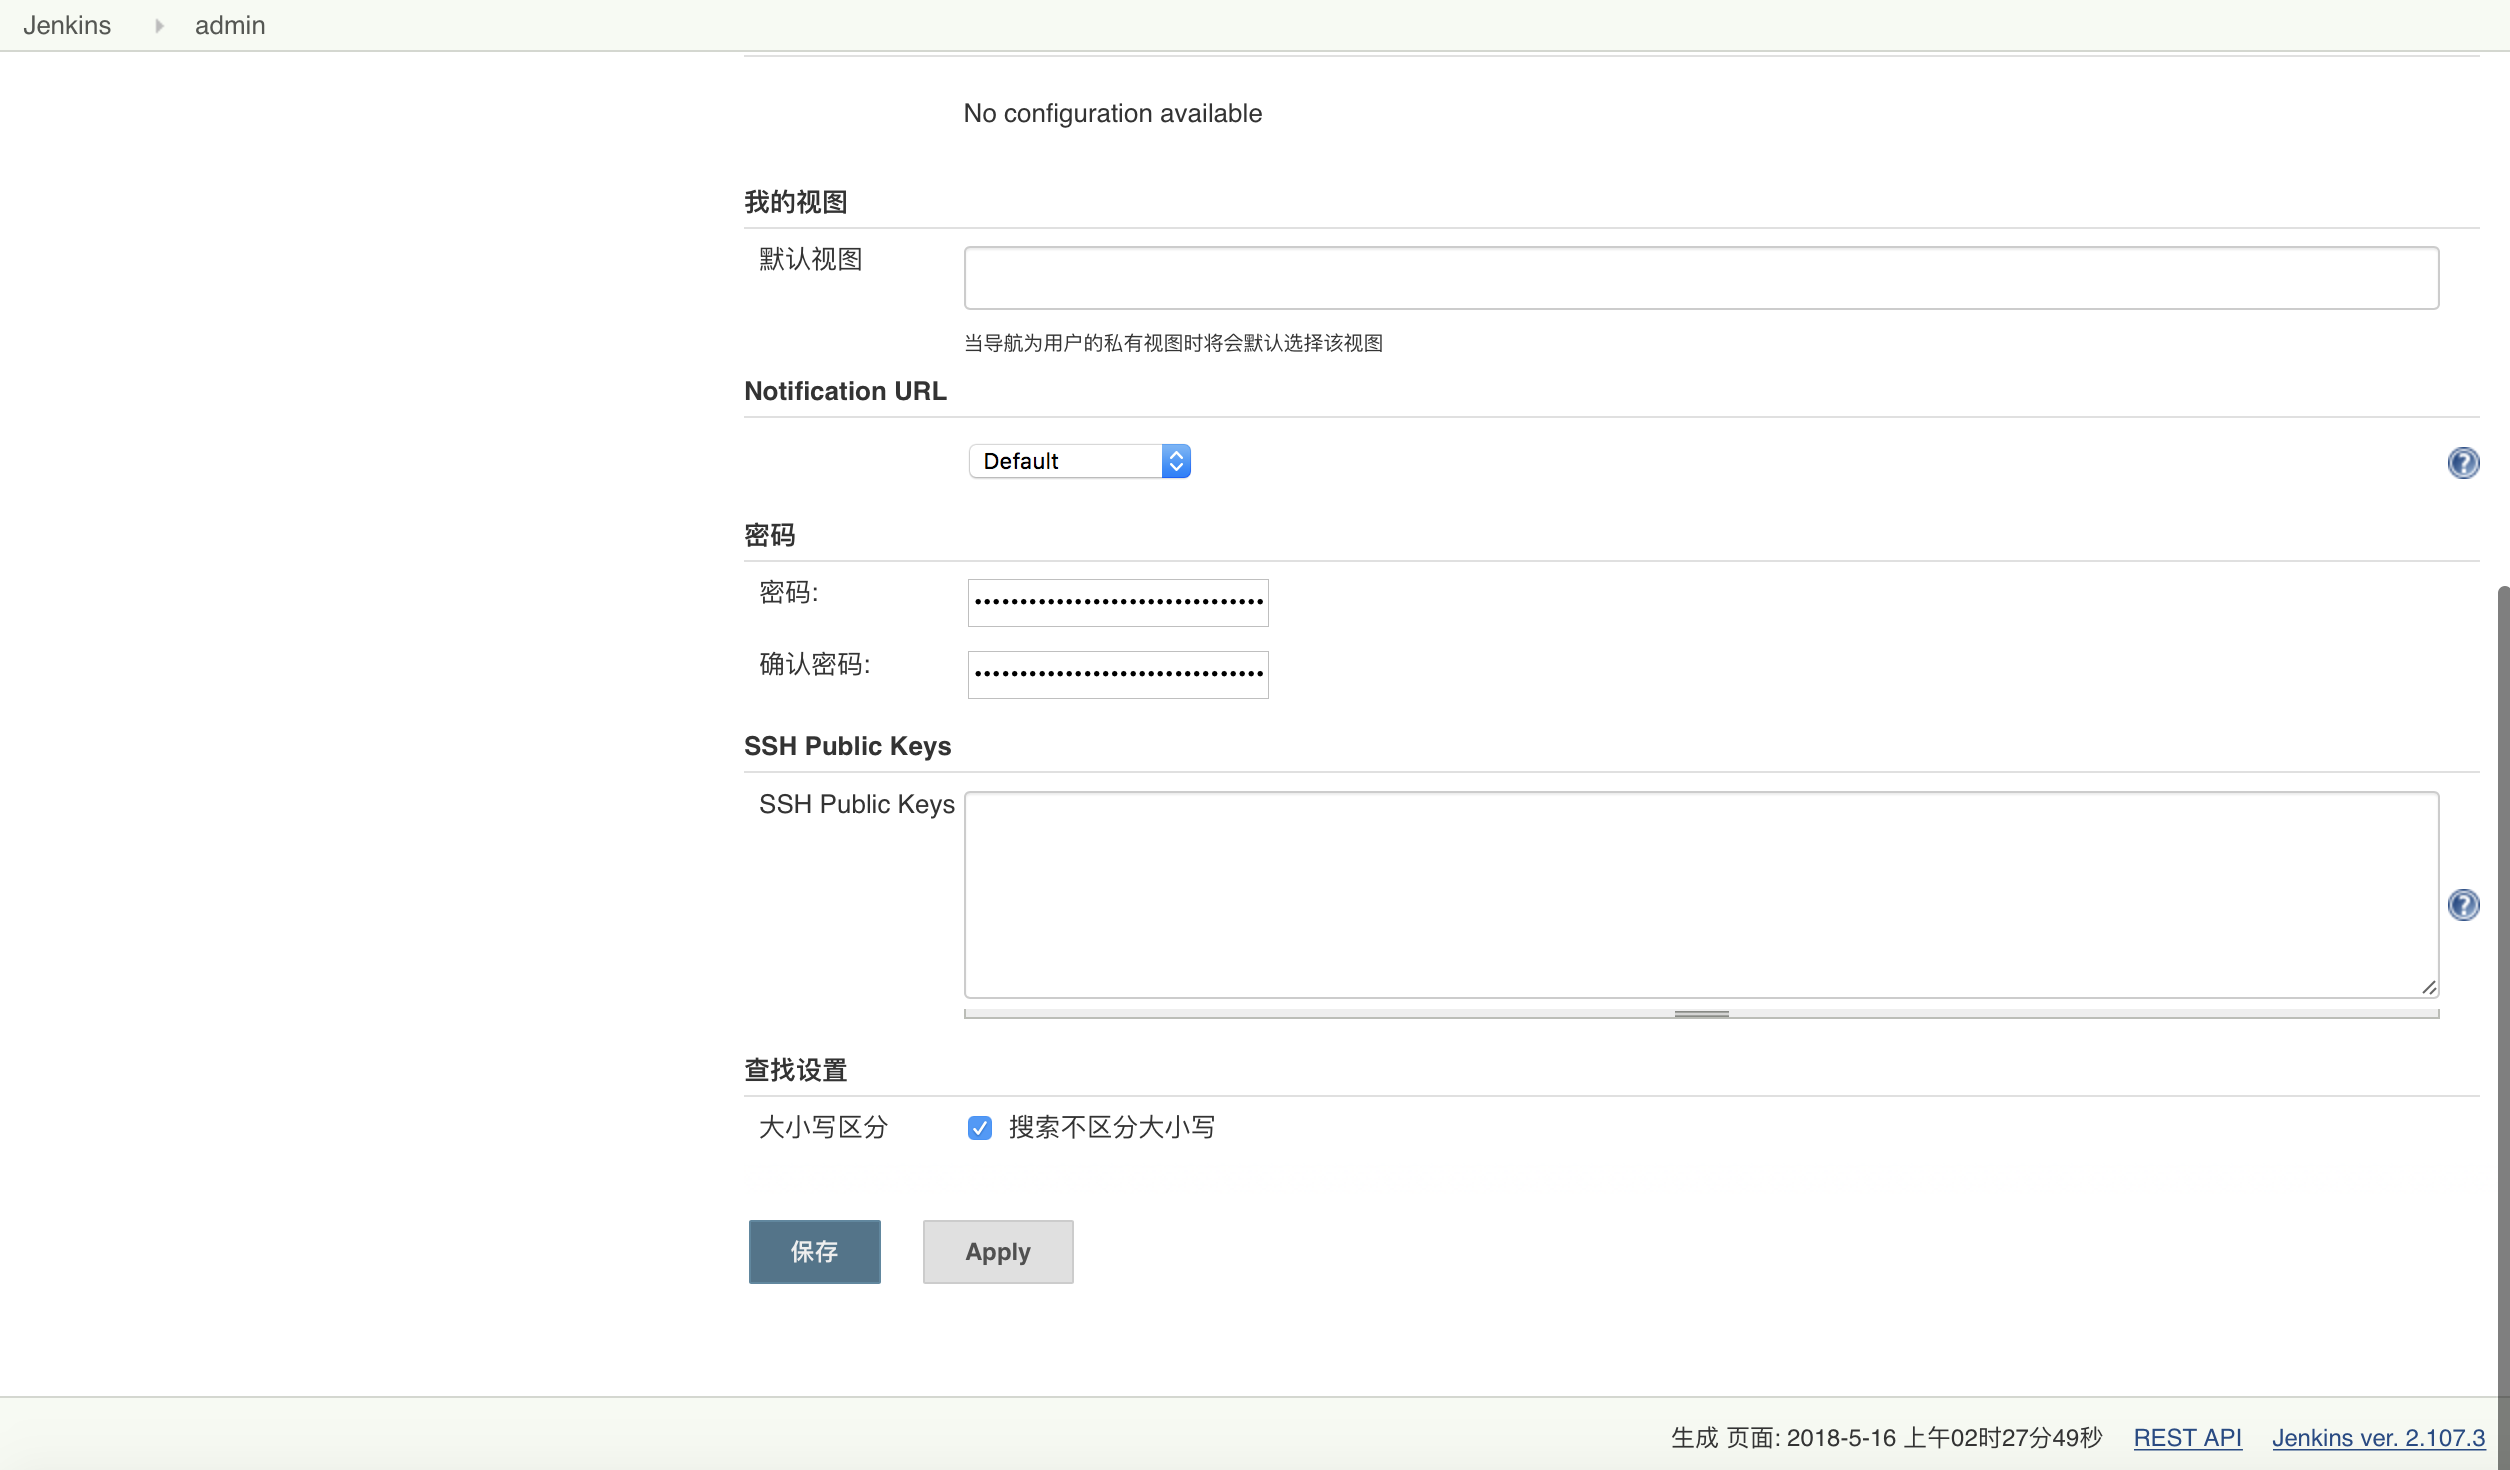 Jenkins admin
No configuration available
我的视图
默认视图
当导航为用户的私有视图时将会默认选择该视图
Notification URL
Default
密码
密码:
确认密码:
SSH Public Keys
SSH Public Keys
查找设置
大小写区分 搜索不区分大小写
保存 Apply
生成 页面: 2018-5-16 上午02时27分49秒 REST API Jenkins ver. 2.107.3